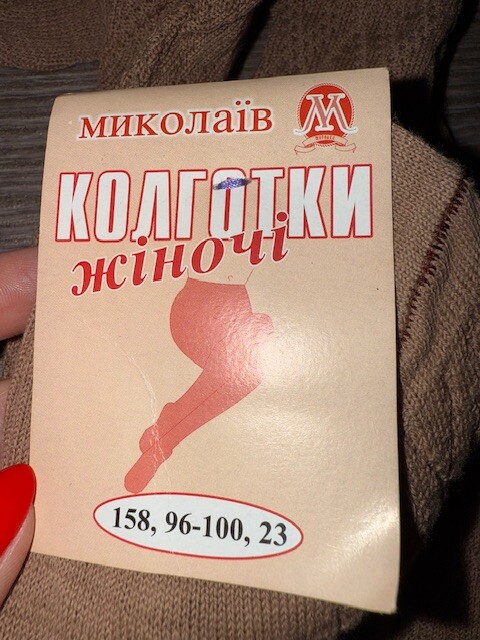 миколаїв
М
КОЛГОТКИ
жіночі
158, 96-100, 23